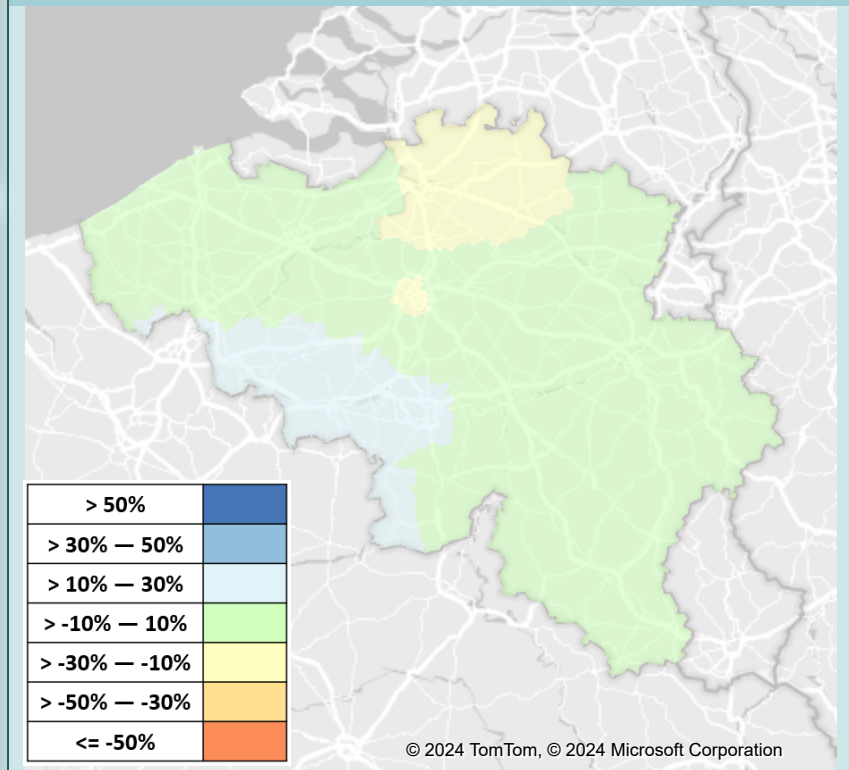 > 50%
> 30% — 50%
> 10% — 30%
> -10% — 10%
> -30% — -10%
> -50% — -30%
<= -50%
© 2024 TomTom, © 2024 Microsoft Corporation